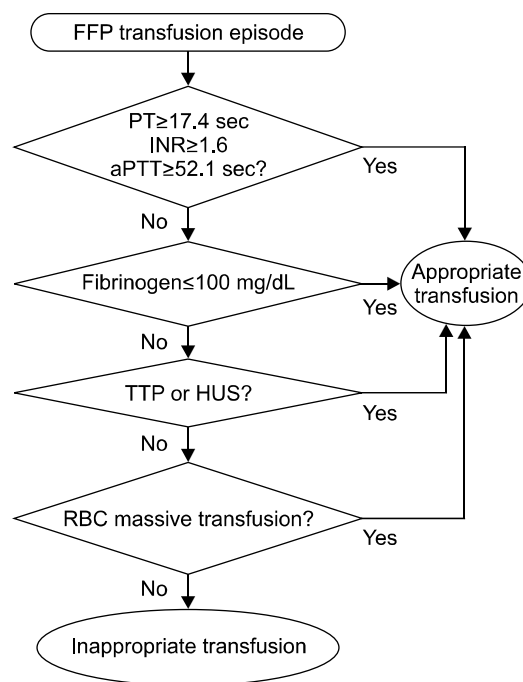 FFP transfusion episode
PT≥17.4 sec
INR≥1.6
aPTT≥52.1 sec?
Yes
No
Fibrinogen≤100 mg/dL
Yes
Appropriate
transfusion
No
TTP or HUS?
Yes
No
RBC massive transfusion?
Yes
No
Inappropriate transfusion